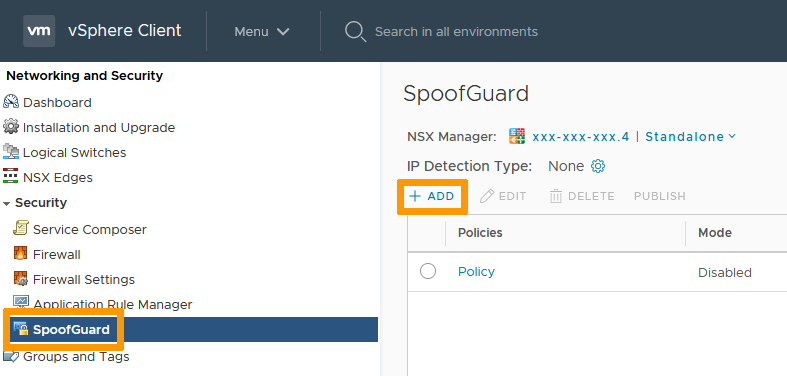 vm vSphere Client Menu Search in all environments
Networking and Security
Dashboard
Installation and Upgrade
Logical Switches
NSX Edges
Security
Service Composer
Firewall
Firewall Settings
Application Rule Manager
SpoofGuard
Groups and Tags
SpoofGuard
NSX Manager: xxx-xxx-xxx.4 | Standalone
IP Detection Type: None
+ ADD EDIT DELETE PUBLISH
Policies Mode
Policy Disabled